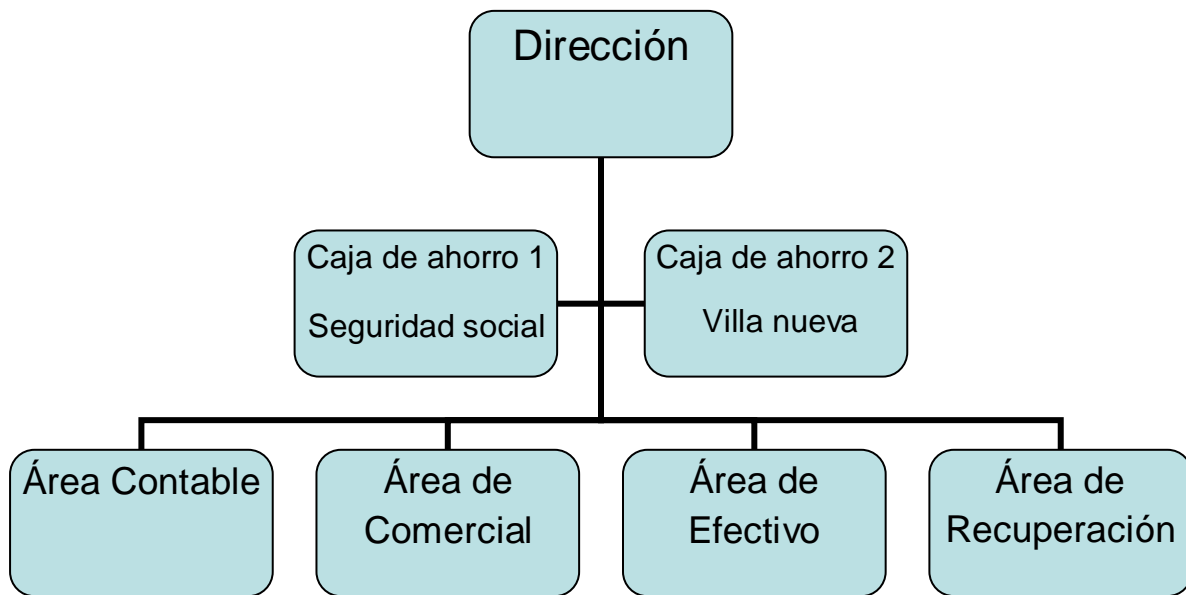 Dirección
Caja de ahorro 1
Seguridad social
Caja de ahorro 2
Villa nueva
Área Contable
Área de
Comercial
Área de
Efectivo
Área de
Recuperación